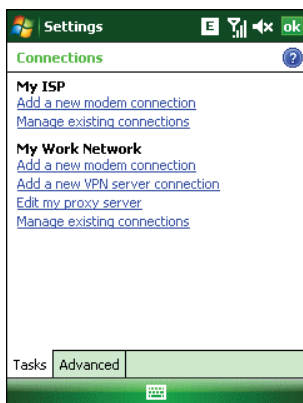 Settings E ok
Connections ?
My ISP
Add a new modem connection
Manage existing connections
My Work Network
Add a new modem connection
Add a new VPN server connection
Edit my proxy server
Manage existing connections
Tasks Advanced